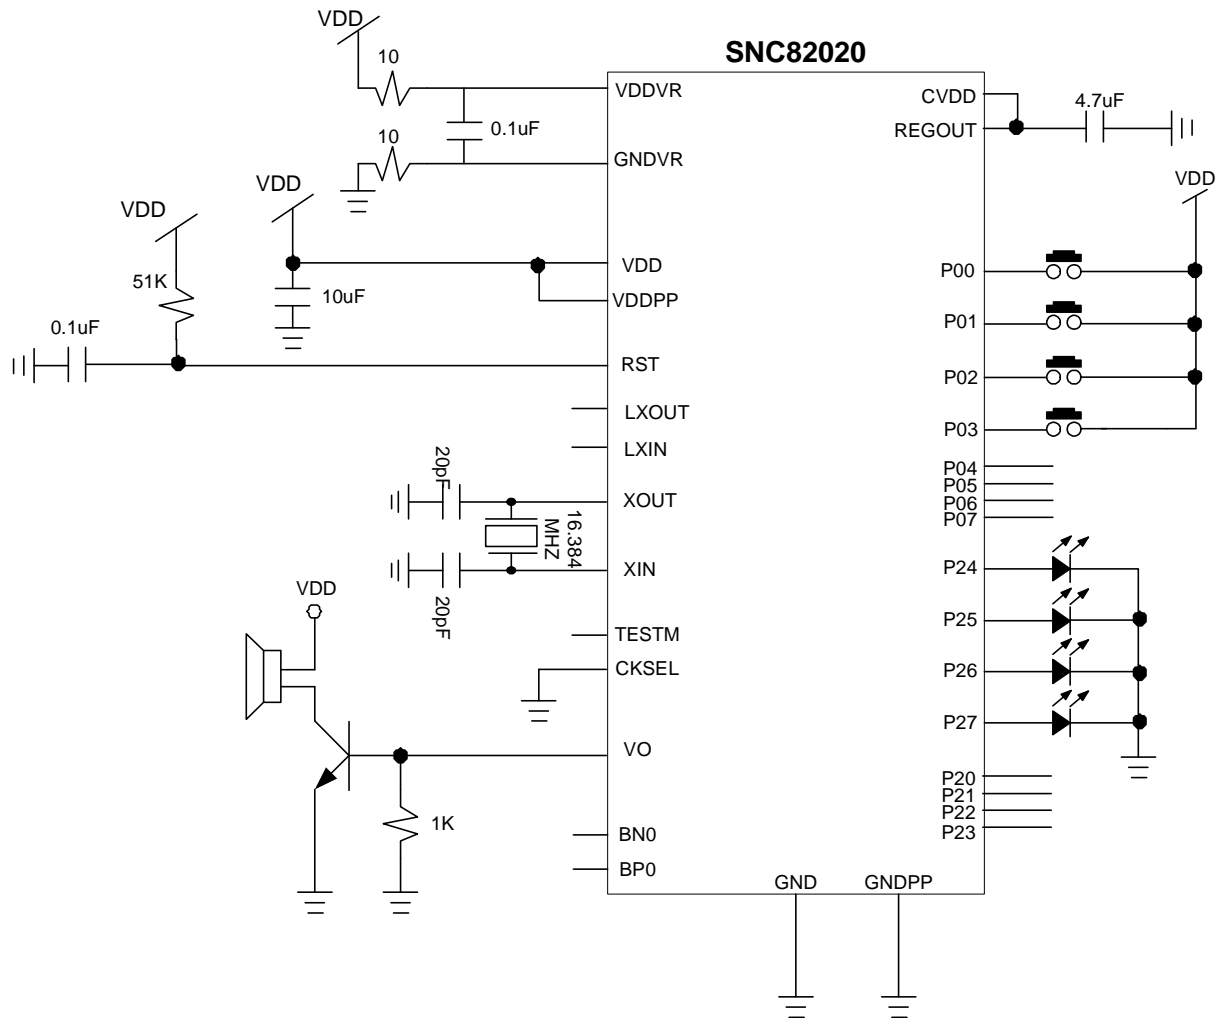 SNC82020
VDD
10
VDDVR
0.1uF
10
GNDVR
CVDD
REGOUT
4.7uF
VDD
VDD
VDD
VDD
VDDPP
51K
10uF
0.1uF
RST
LXOUT
LXIN
20pF
XOUT
16.384
MHZ
XIN
20pF
VDD
TESTM
CKSEL
VO
1K
BN0
BP0
P00
P01
P02
P03
P04
P05
P06
P07
P24
P25
P26
P27
P20
P21
P22
P23
GND
GNDPP